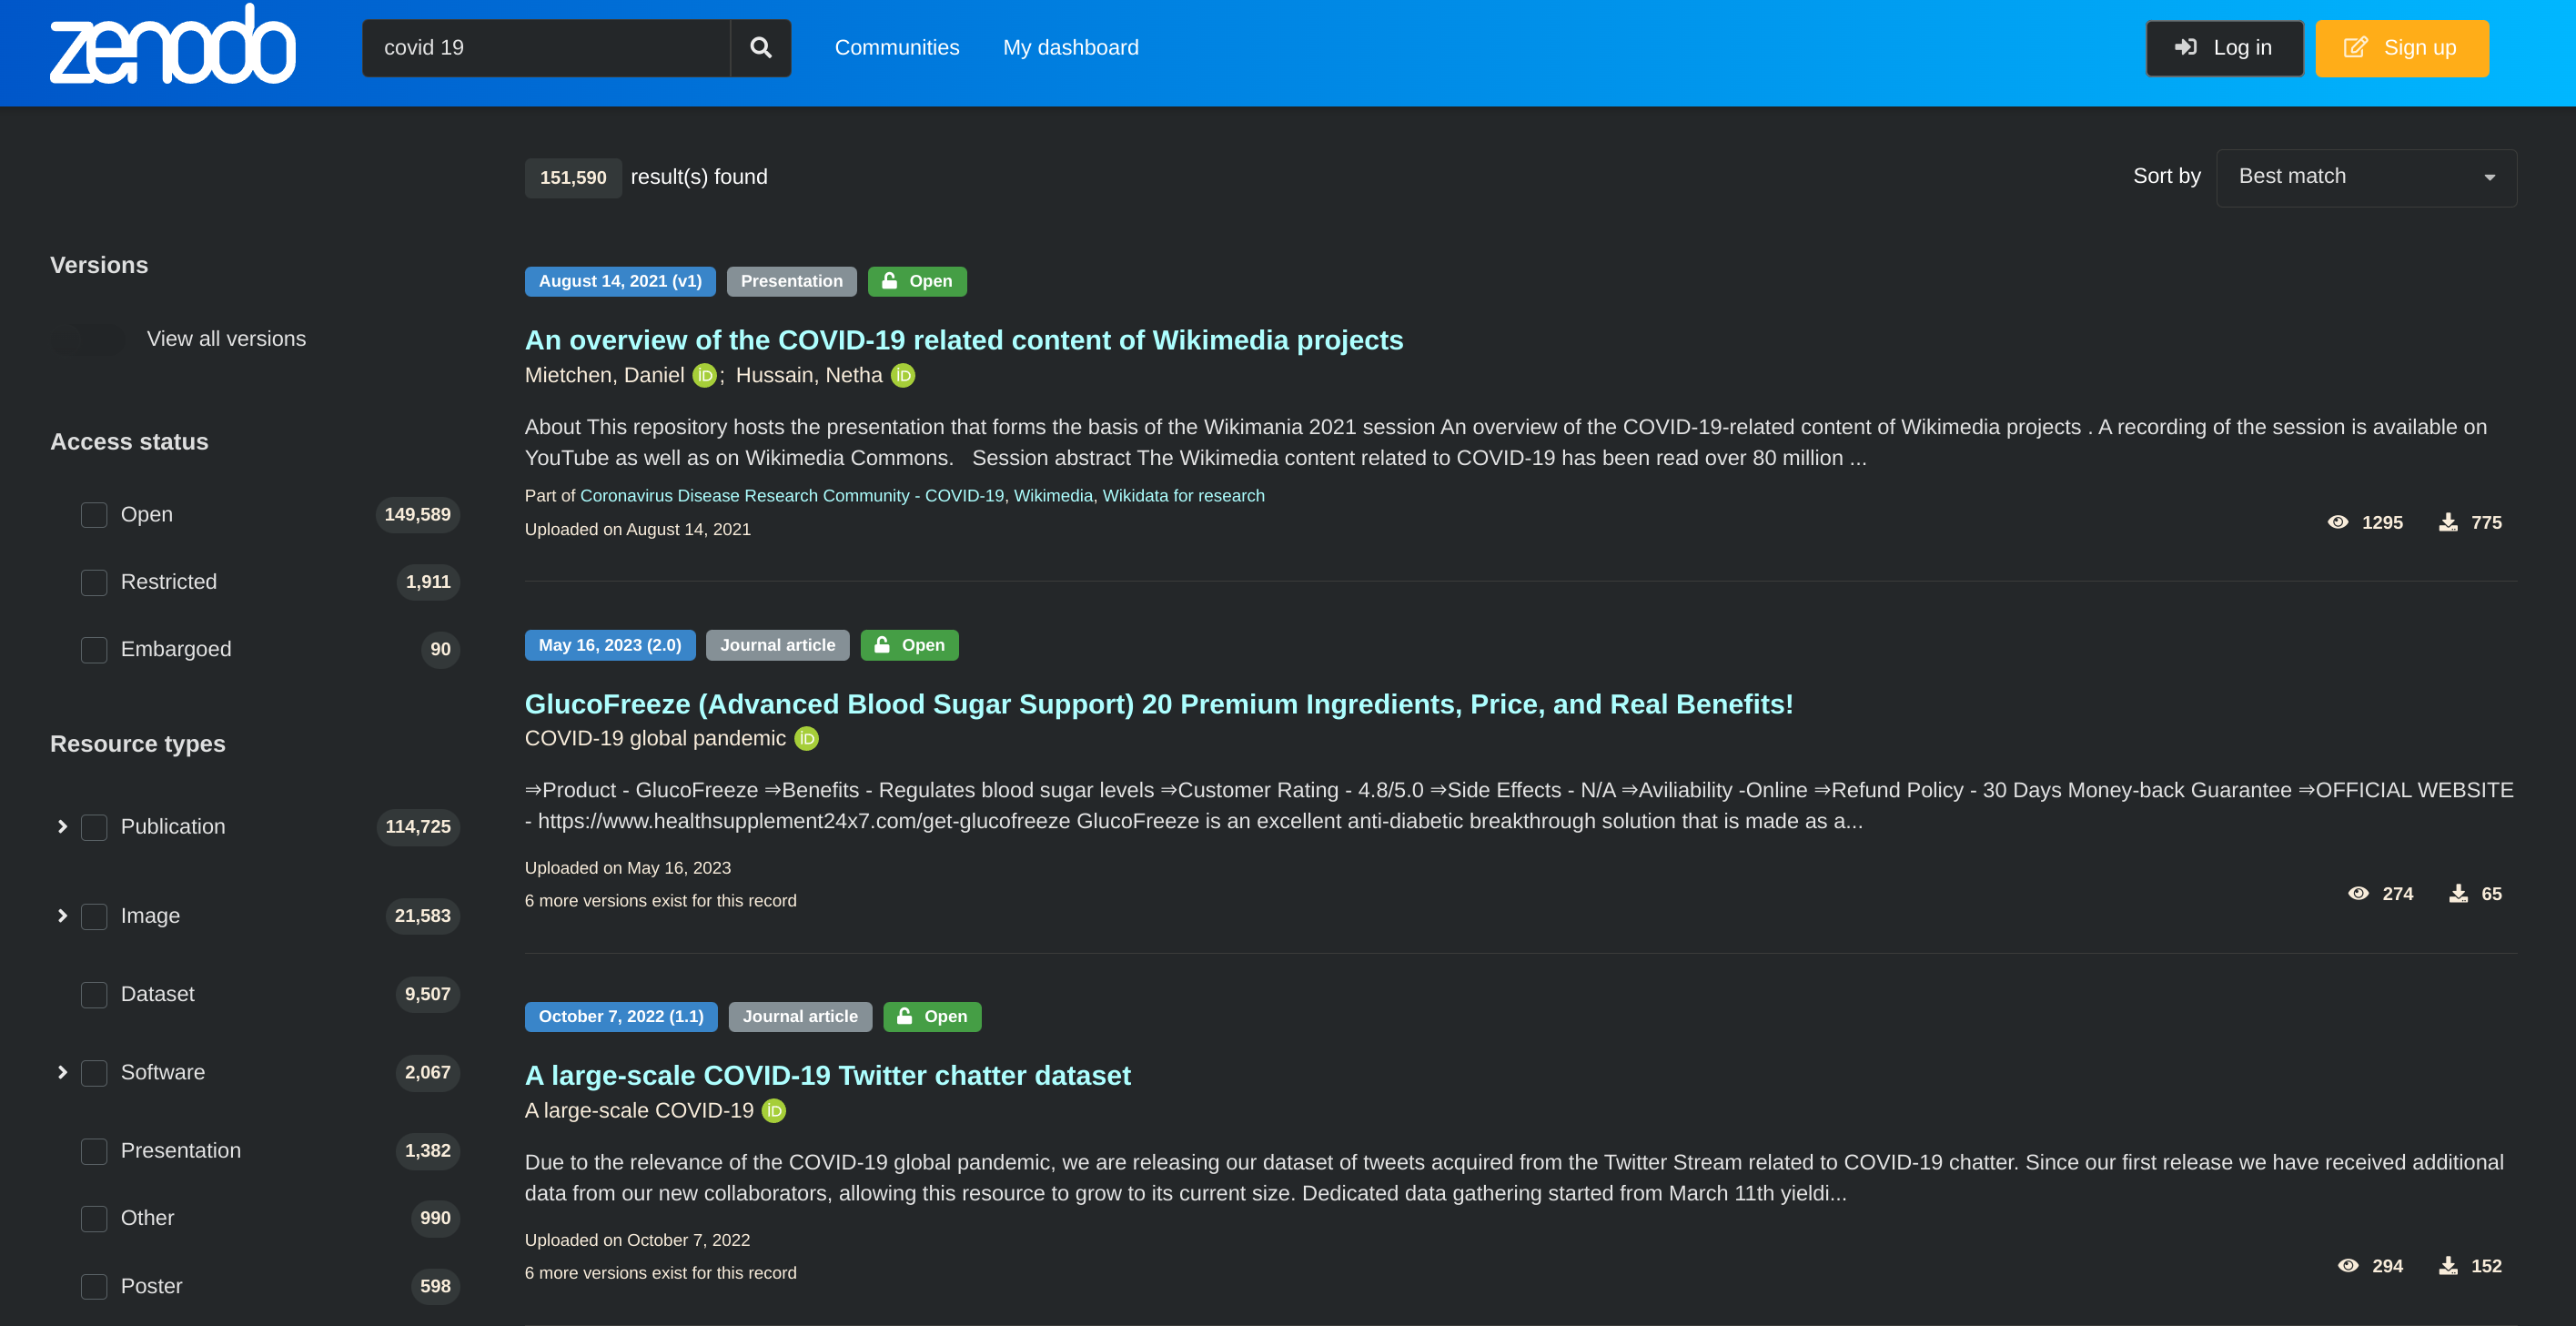 zenodo
covid 19
Communities
My dashboard
Log in
Sign up
151,590 result(s) found
Sort by
Best match
Versions
View all versions
Access status
Open 149,589
Restricted 1,911
Embargoed 90
Resource types
Publication 114,725
Image 21,583
Dataset 9,507
Software 2,067
Presentation 1,382
Other 990
Poster 598
August 14, 2021 (v1) Presentation Open
An overview of the COVID-19 related content of Wikimedia projects
Mietchen, Daniel iD; Hussain, Netha iD
About This repository hosts the presentation that forms the basis of the Wikimania 2021 session An overview of the COVID-19-related content of Wikimedia projects . A recording of the session is available on
YouTube as well as on Wikimedia Commons. Session abstract The Wikimedia content related to COVID-19 has been read over 80 million ...
Part of Coronavirus Disease Research Community - COVID-19, Wikimedia, Wikidata for research
Uploaded on August 14, 2021
1295 775
May 16, 2023 (2.0) Journal article Open
GlucoFreeze (Advanced Blood Sugar Support) 20 Premium Ingredients, Price, and Real Benefits!
COVID-19 global pandemic iD
⇒Product - GlucoFreeze ⇒Benefits - Regulates blood sugar levels ⇒Customer Rating - 4.8/5.0 ⇒Side Effects - N/A ⇒Aviliability -Online ⇒Refund Policy - 30 Days Money-back Guarantee ⇒OFFICIAL WEBSITE
- https://www.healthsupplement24x7.com/get-glucofreeze GlucoFreeze is an excellent anti-diabetic breakthrough solution that is made as a...
Uploaded on May 16, 2023
6 more versions exist for this record
274 65
October 7, 2022 (1.1) Journal article Open
A large-scale COVID-19 Twitter chatter dataset
A large-scale COVID-19 iD
Due to the relevance of the COVID-19 global pandemic, we are releasing our dataset of tweets acquired from the Twitter Stream related to COVID-19 chatter. Since our first release we have received additional
data from our new collaborators, allowing this resource to grow to its current size. Dedicated data gathering started from March 11th yieldi...
Uploaded on October 7, 2022
6 more versions exist for this record
294 152